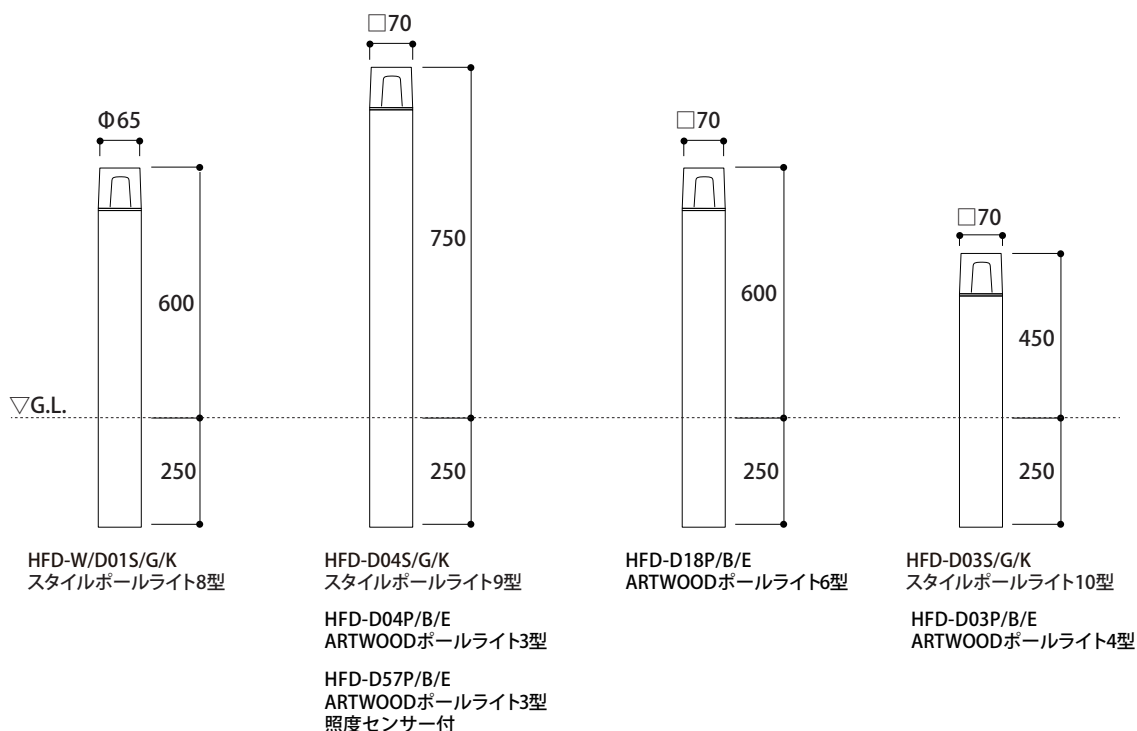 Φ65
600
250
▽G.L.
HFD-W/D01S/G/K
スタイルポールライト8型
□70
750
250
HFD-D04S/G/K
スタイルポールライト9型
HFD-D04P/B/E
ARTWOODポールライト3型
HFD-D57P/B/E
ARTWOODポールライト3型
照度センサー付
□70
600
250
HFD-D18P/B/E
ARTWOODポールライト6型
□70
450
250
HFD-D03S/G/K
スタイルポールライト10型
HFD-D03P/B/E
ARTWOODポールライト4型